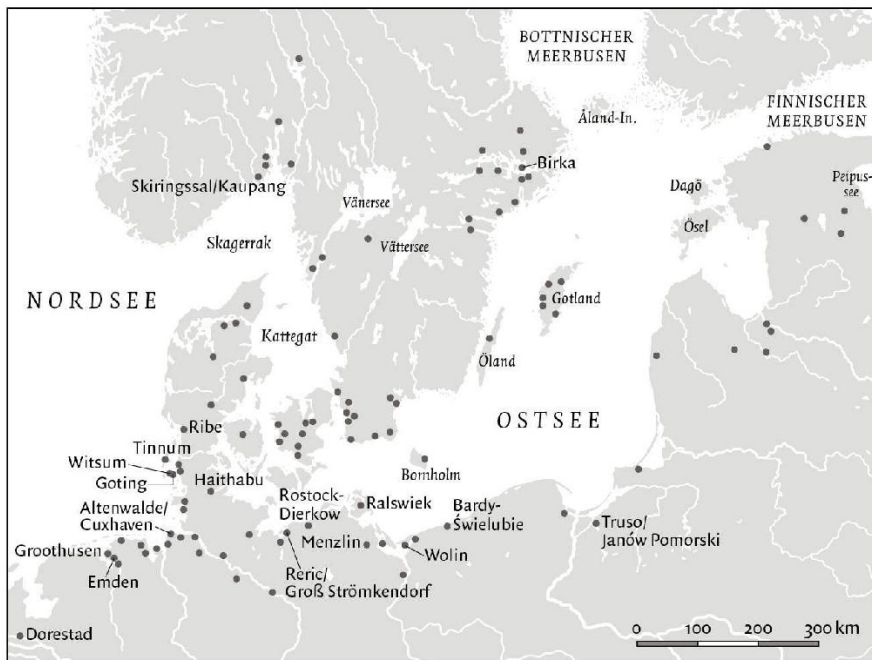 BOTTNISCHER
MEERBUSEN
FINNISCHER
MEERBUSEN
Åland-In.
Birka
Skiringssal/Kaupang
Dagö
Peipus-
see
Vänersee
Ösel
Skagerrak
Vättersee
NORDSEE
Gotland
Kattegat
Öland
OSTSEE
Ribe
Tinnum
Witsum
Goting
Haithabu
Bornholm
Altenwalde/
Cuxhaven
Rostock-
Dierkow
Ralswiek
Bardy-
Świelubie
Truso/
Janów Pomorski
Groothusen
Menzlin
Wolin
Emden
Reric/
Groß Strömkendorf
Dorestad
0 100 200 300 km